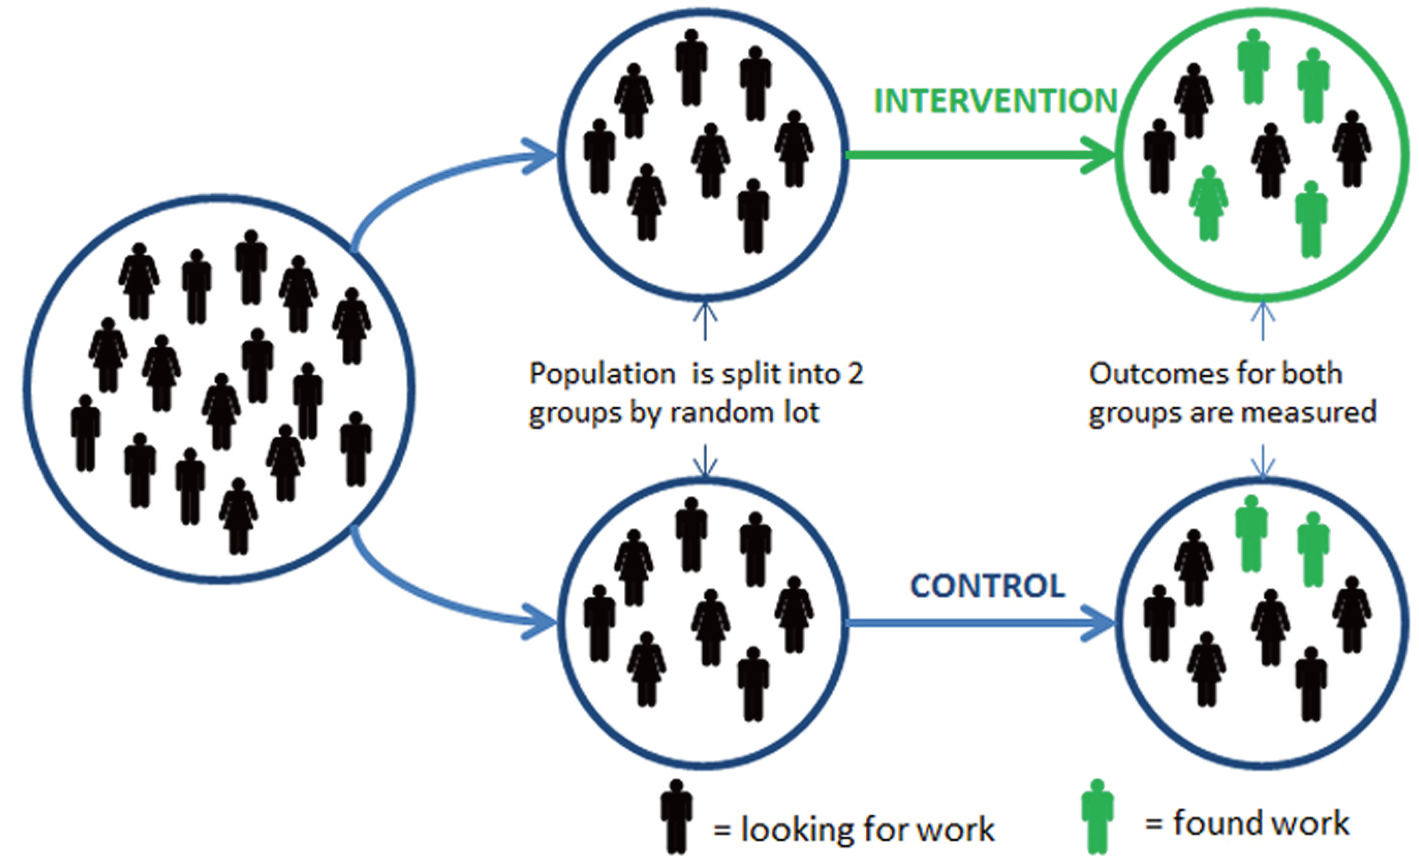 INTERVENTION
Population is split into 2
groups by random lot
Outcomes for both
groups are measured
CONTROL
= looking for work
= found work